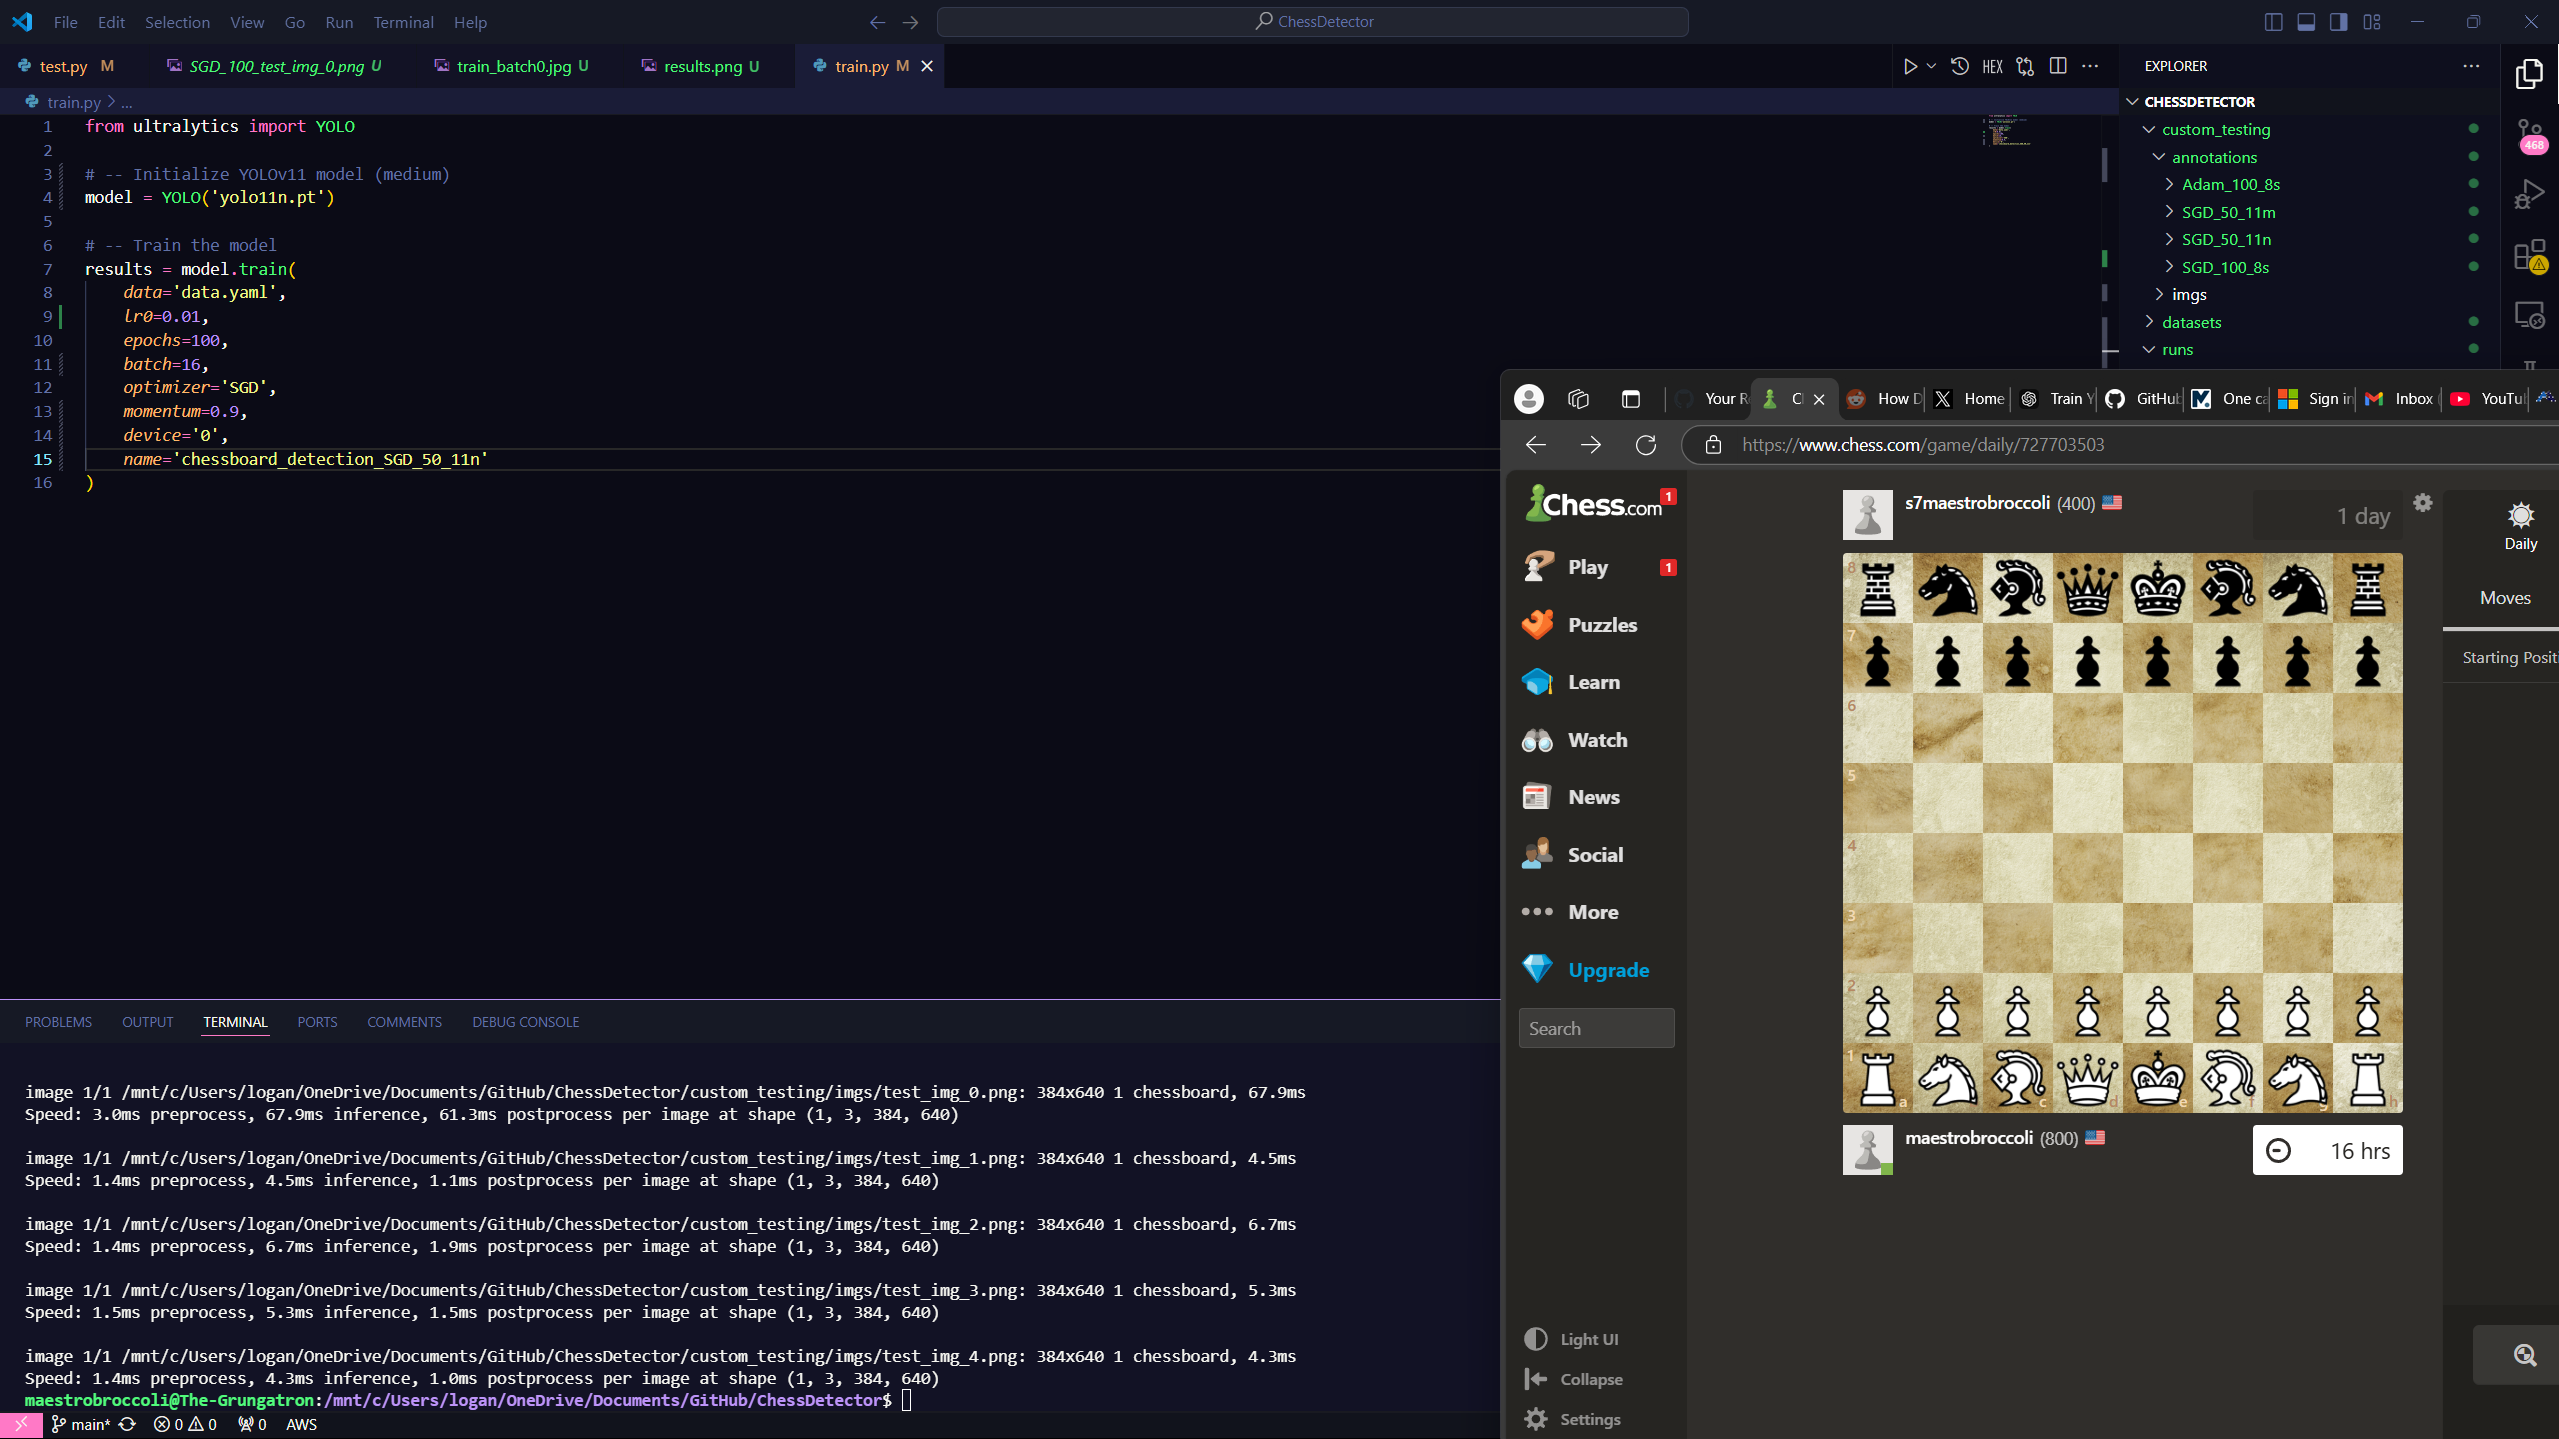 File Edit Selection View Go Run Terminal Help
ChessDetector
test.py M
SGD_100_test_img_0.png U
train_batch0.jpg U
results.png U
train.py M
HEX
train.py > ...
1 from ultralytics import YOLO
2
3 # -- Initialize YOLOv11 model (medium)
4 model = YOLO('yolo11n.pt')
5
6 # -- Train the model
7 results = model.train(
8 data='data.yaml',
9 lr0=0.01,
10 epochs=100,
11 batch=16,
12 optimizer='SGD',
13 momentum=0.9,
14 device='0',
15 name='chessboard_detection_SGD_50_11n'
16 )
EXPLORER
CHESSDETECTOR
custom_testing
annotations
Adam_100_8s
SGD_50_11m
SGD_50_11n
SGD_100_8s
imgs
datasets
runs
468
Your R
C
How D
Home
Train Y
GitHub
One ca
Sign in
Inbox
YouTu
https://www.chess.com/game/daily/727703503
Chess.com 1
Play 1
Puzzles
Learn
Watch
News
Social
More
Upgrade
Search
Light UI
Collapse
Settings
s7maestrobroccoli (400)
1 day
8
7
6
5
4
3
2
1
a
c
d
e
f
g
h
maestrobroccoli (800)
16 hrs
Daily
Moves
Starting Posit
PROBLEMS OUTPUT TERMINAL PORTS COMMENTS DEBUG CONSOLE
image 1/1 /mnt/c/Users/logan/OneDrive/Documents/GitHub/ChessDetector/custom_testing/imgs/test_img_0.png: 384x640 1 chessboard, 67.9ms
Speed: 3.0ms preprocess, 67.9ms inference, 61.3ms postprocess per image at shape (1, 3, 384, 640)
image 1/1 /mnt/c/Users/logan/OneDrive/Documents/GitHub/ChessDetector/custom_testing/imgs/test_img_1.png: 384x640 1 chessboard, 4.5ms
Speed: 1.4ms preprocess, 4.5ms inference, 1.1ms postprocess per image at shape (1, 3, 384, 640)
image 1/1 /mnt/c/Users/logan/OneDrive/Documents/GitHub/ChessDetector/custom_testing/imgs/test_img_2.png: 384x640 1 chessboard, 6.7ms
Speed: 1.4ms preprocess, 6.7ms inference, 1.9ms postprocess per image at shape (1, 3, 384, 640)
image 1/1 /mnt/c/Users/logan/OneDrive/Documents/GitHub/ChessDetector/custom_testing/imgs/test_img_3.png: 384x640 1 chessboard, 5.3ms
Speed: 1.5ms preprocess, 5.3ms inference, 1.5ms postprocess per image at shape (1, 3, 384, 640)
image 1/1 /mnt/c/Users/logan/OneDrive/Documents/GitHub/ChessDetector/custom_testing/imgs/test_img_4.png: 384x640 1 chessboard, 4.3ms
Speed: 1.4ms preprocess, 4.3ms inference, 1.0ms postprocess per image at shape (1, 3, 384, 640)
maestrobroccoli@The-Grungatron:/mnt/c/Users/logan/OneDrive/Documents/GitHub/ChessDetector$
main* 0 0 0 AWS